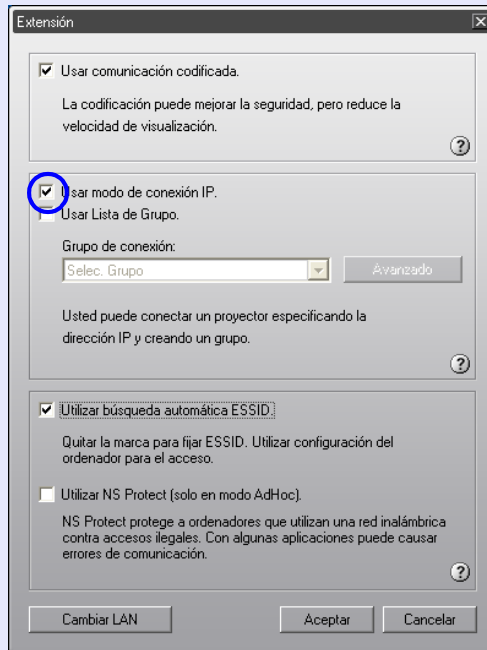 Extensión
Usar comunicación codificada.
La codificación puede mejorar la seguridad, pero reduce la
velocidad de visualización.
Usar modo de conexión IP.
Usar Lista de Grupo.
Grupo de conexión:
Selec. Grupo
Avanzado
Usted puede conectar un proyector especificando la
dirección IP y creando un grupo.
Utilizar búsqueda automática ESSID.
Quitar la marca para fijar ESSID. Utilizar configuración del
ordenador para el acceso.
Utilizar NS Protect (solo en modo AdHoc).
NS Protect protege a ordenadores que utilizan una red inalámbrica
contra accesos ilegales. Con algunas aplicaciones puede causar
errores de comunicación.
Cambiar LAN
Aceptar
Cancelar